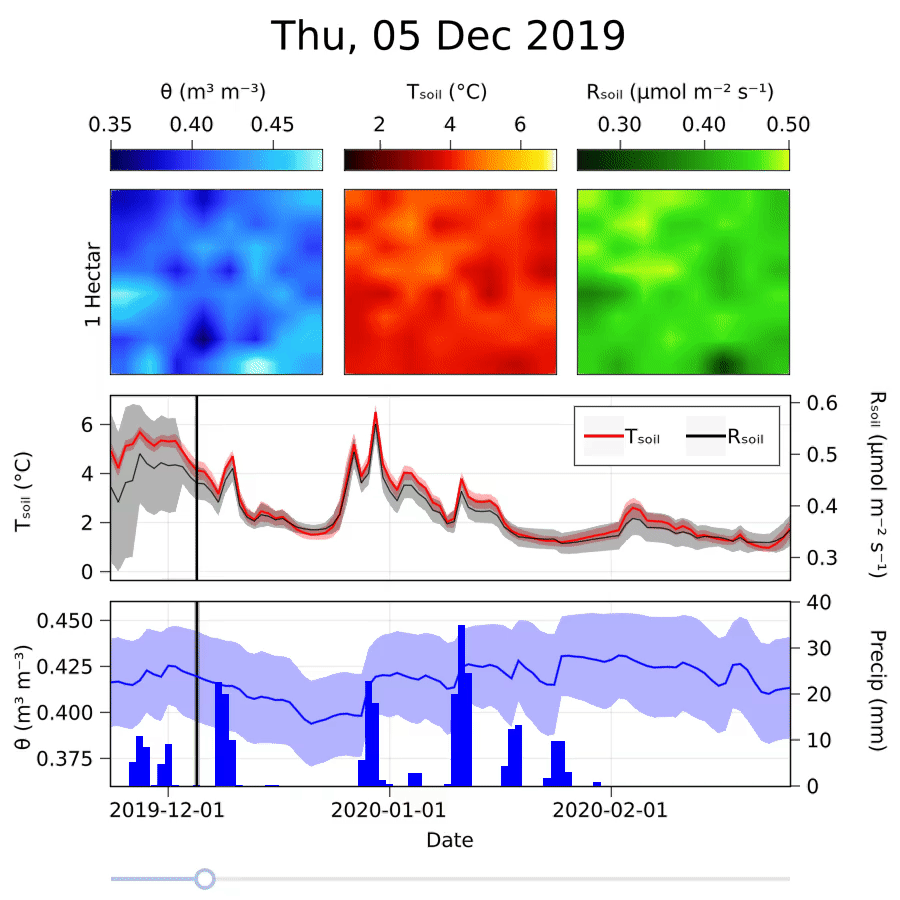 Thu, 05 Dec 2019
θ (m³ m⁻³) Tₛₒᵢₗ (°C) Rₛₒᵢₗ (μmol m⁻² s⁻¹)
0.35 0.40 0.45 2 4 6 0.30 0.40 0.50
1 Hectar
Tₛₒᵢₗ (°C)
6
4
2
0
Tₛₒᵢₗ Rₛₒᵢₗ
0.6
0.5
0.4
0.3
Rₛₒᵢₗ (μmol m⁻² s⁻¹)
θ (m³ m⁻³)
0.450
0.425
0.400
0.375
40
30
20
10
0
Precip (mm)
2019-12-01 2020-01-01 2020-02-01
Date